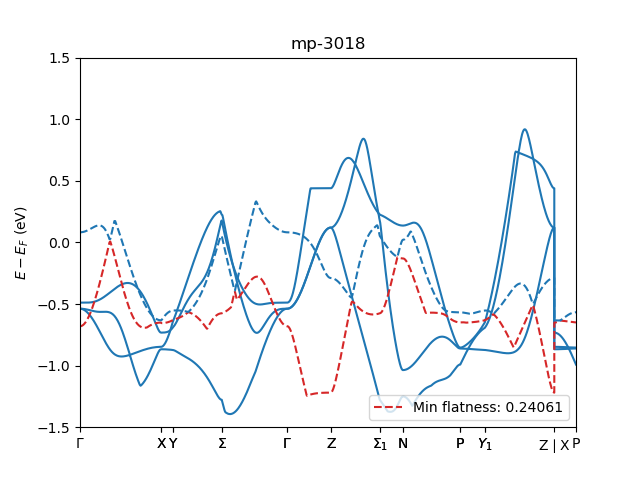 mp-3018
1.5
1.0
0.5
0.0
−0.5
−1.0
−1.5
E − E_F (eV)
Min flatness: 0.24061
Γ X Y Σ Γ Z Σ₁ N P Y₁ Z | X P